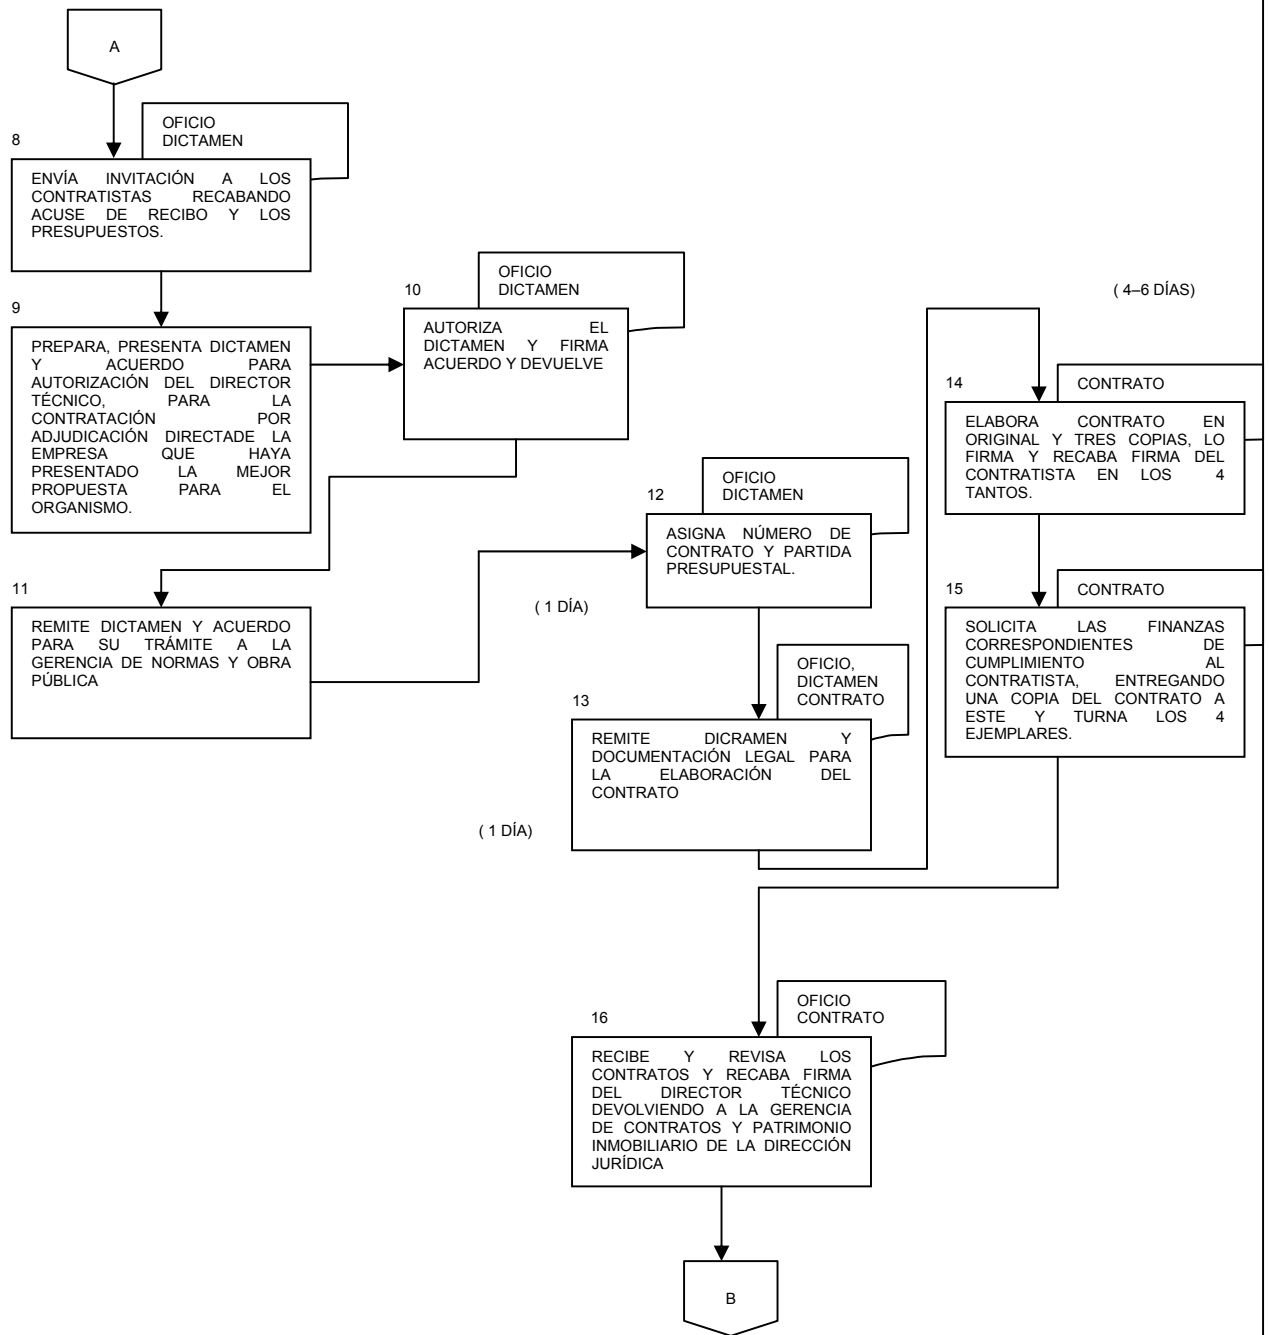 A
OFICIO
DICTAMEN
8
ENVÍA INVITACIÓN A LOS
CONTRATISTAS RECABANDO
ACUSE DE RECIBO Y LOS
PRESUPUESTOS.
9
PREPARA, PRESENTA DICTAMEN
Y ACUERDO PARA
AUTORIZACIÓN DEL DIRECTOR
TÉCNICO, PARA LA
CONTRATACIÓN POR
ADJUDICACIÓN DIRECTADE LA
EMPRESA QUE HAYA
PRESENTADO LA MEJOR
PROPUESTA PARA EL
ORGANISMO.
OFICIO
DICTAMEN
10
AUTORIZA EL
DICTAMEN Y FIRMA
ACUERDO Y DEVUELVE
11
REMITE DICTAMEN Y ACUERDO
PARA SU TRÁMITE A LA
GERENCIA DE NORMAS Y OBRA
PÚBLICA
OFICIO
DICTAMEN
12
ASIGNA NÚMERO DE
CONTRATO Y PARTIDA
PRESUPUESTAL.
( 1 DÍA)
OFICIO,
DICTAMEN
CONTRATO
13
REMITE DICRAMEN Y
DOCUMENTACIÓN LEGAL PARA
LA ELABORACIÓN DEL
CONTRATO
( 1 DÍA)
( 4–6 DÍAS)
14
CONTRATO
ELABORA CONTRATO EN
ORIGINAL Y TRES COPIAS, LO
FIRMA Y RECABA FIRMA DEL
CONTRATISTA EN LOS 4
TANTOS.
15
CONTRATO
SOLICITA LAS FINANZAS
CORRESPONDIENTES DE
CUMPLIMIENTO AL
CONTRATISTA, ENTREGANDO
UNA COPIA DEL CONTRATO A
ESTE Y TURNA LOS 4
EJEMPLARES.
OFICIO
CONTRATO
16
RECIBE Y REVISA LOS
CONTRATOS Y RECABA FIRMA
DEL DIRECTOR TÉCNICO
DEVOLVIENDO A LA GERENCIA
DE CONTRATOS Y PATRIMONIO
INMOBILIARIO DE LA DIRECCIÓN
JURÍDICA
B